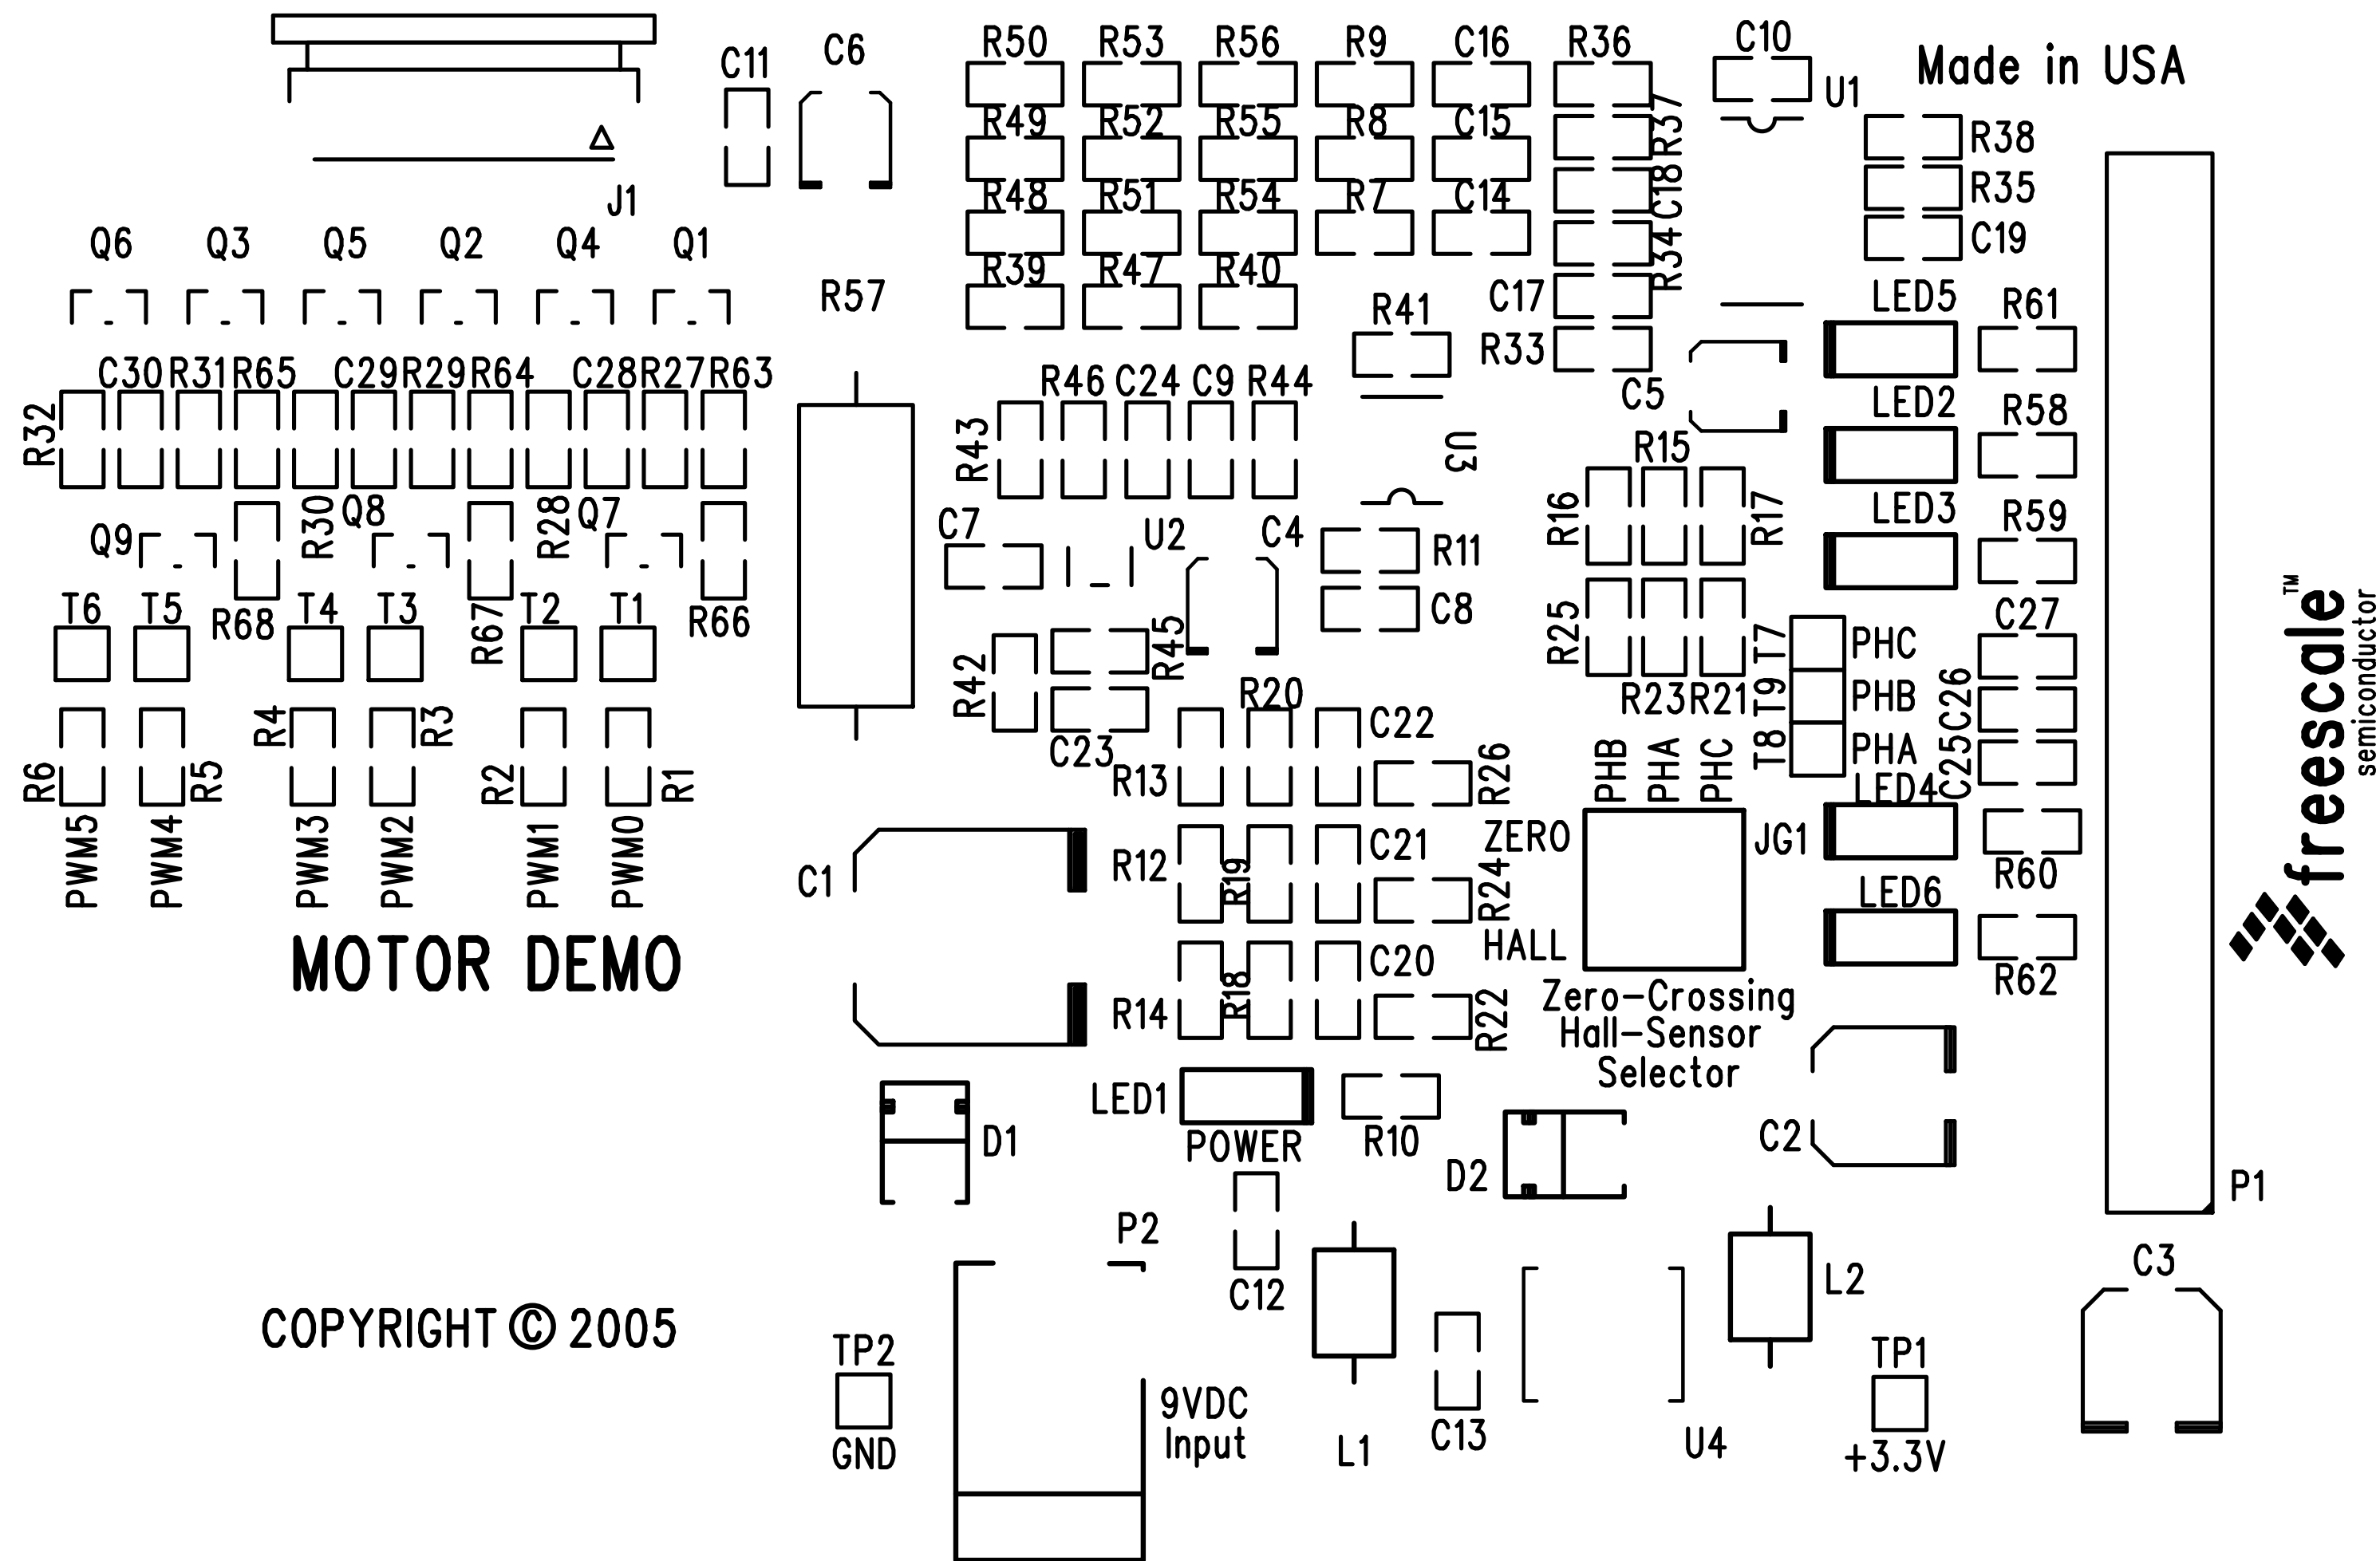 C11 C6 R50 R53 R56 R9 C16 R36 C10 Made in USA
U1
R49 R52 R55 R8 C15 R37 R38
J1 R48 R51 R54 R7 C14 C18 R35
Q6 Q3 Q5 Q2 Q4 Q1 C19
R57 R39 R47 R40 R41 C17 R34 LED5 R61
R33
C30 R31 R65 C29 R29 R64 C28 R27 R63 R46 C24 C9 R44 C5 LED2 R58
R32 R43 U3 R15
Q9 R30 Q8 R28 Q7 C7 U2 C4 R11 R16 R17 LED3 R59
T6 T5 R68 T4 T3 R67 T2 T1 R66 R45 C8 R25 T7 PHC C27
R42 R20 R23 R21 T9 PHB C26
R4 R3 C23 C22 PHB PHA PHC T8 PHA C25
R6 R5 R2 R1 R13 R26 LED4
PWM5 PWM4 PWM3 PWM2 PWM1 PWM0 C1 R12 R19 C21 R24 ZERO JG1 R60
MOTOR DEMO R14 R18 C20 R22 HALL LED6 R62
Zero-Crossing
Hall-Sensor
Selector
freescale™
semiconductor
LED1 D1 POWER R10 D2 C2
P2 P1
C12 L2 C3
COPYRIGHT © 2005
TP2 TP1
9VDC
Input
GND C13 L1 U4 +3.3V